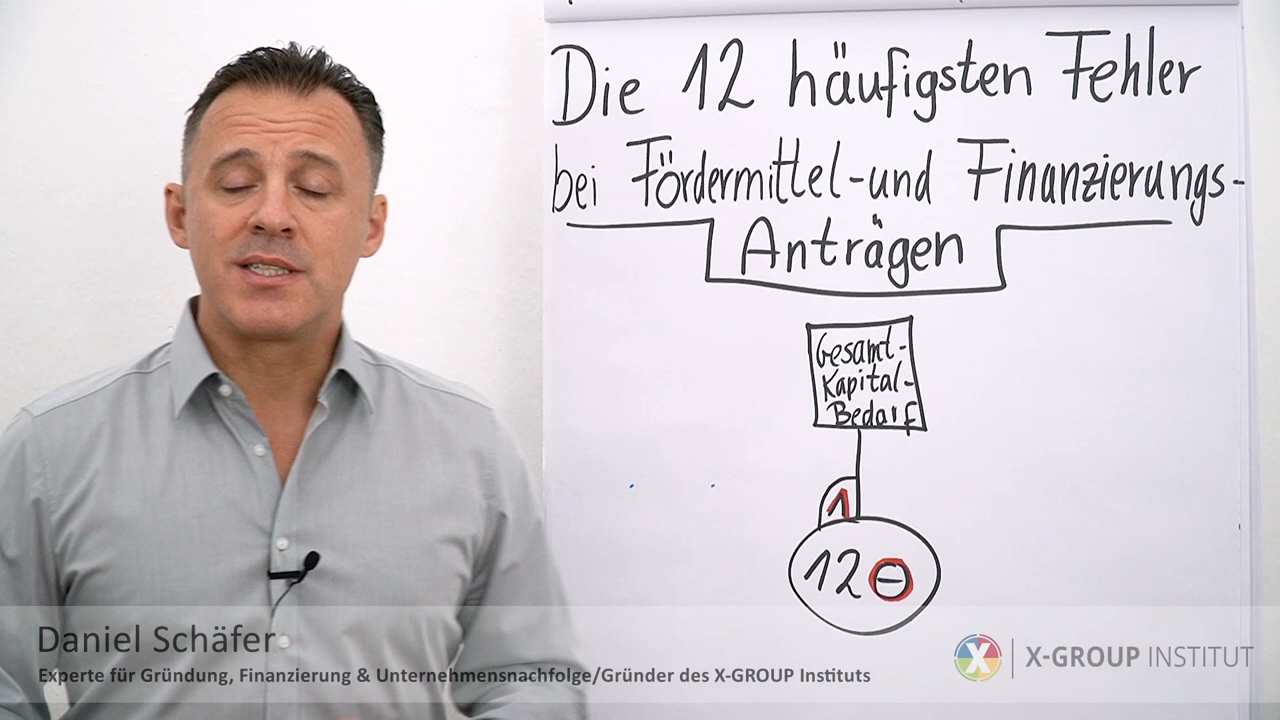 Die 12 häufigsten Fehler
bei Fördermittel-und Finanzierungs-
Anträgen
Gesamt-
Kapital-
Bedarf
1
12
Daniel Schäfer
Experte für Gründung, Finanzierung & Unternehmensnachfolge/Gründer des X-GROUP Instituts
X X-GROUP INSTITUT